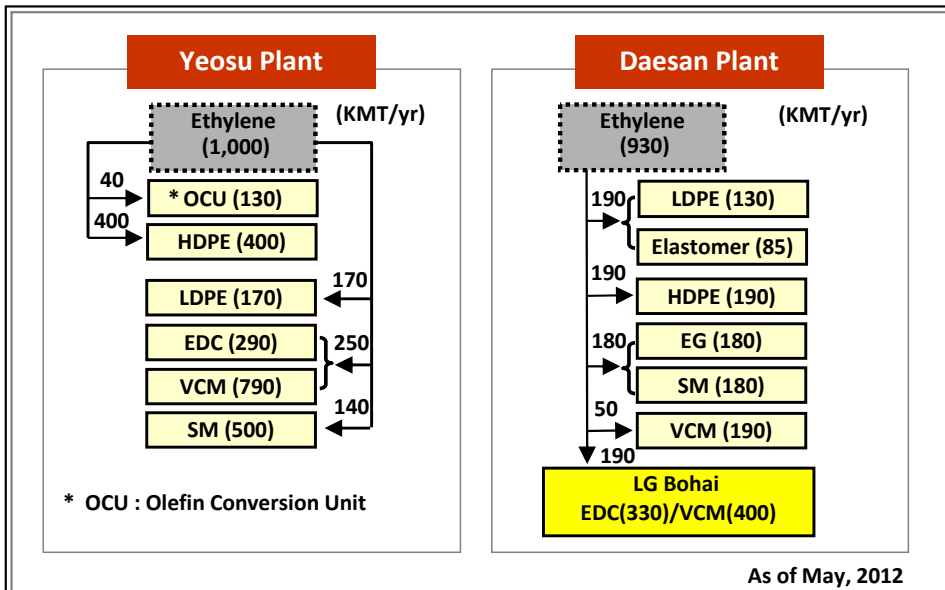 Yeosu Plant
Ethylene
(1,000)
(KMT/yr)
40
* OCU (130)
400
HDPE (400)
170
LDPE (170)
EDC (290)
250
VCM (790)
140
SM (500)
* OCU : Olefin Conversion Unit
Daesan Plant
Ethylene
(930)
(KMT/yr)
190
LDPE (130)
Elastomer (85)
190
HDPE (190)
EG (180)
180
SM (180)
50
VCM (190)
190
LG Bohai
EDC(330)/VCM(400)
As of May, 2012